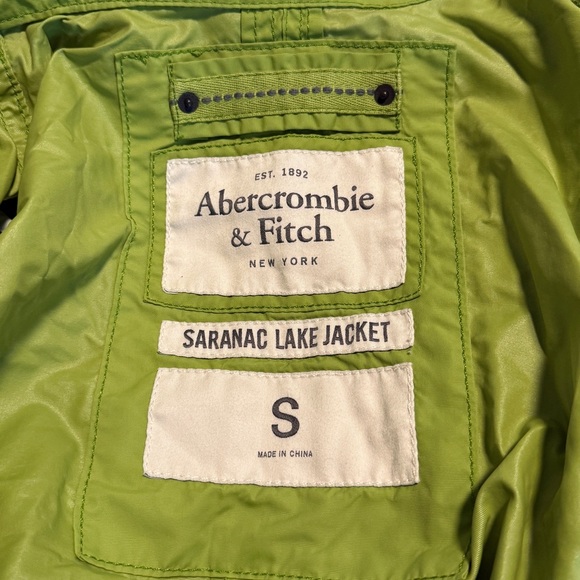 EST. 1892
Abercrombie
& Fitch
NEW YORK
SARANAC LAKE JACKET
S
MADE IN CHINA